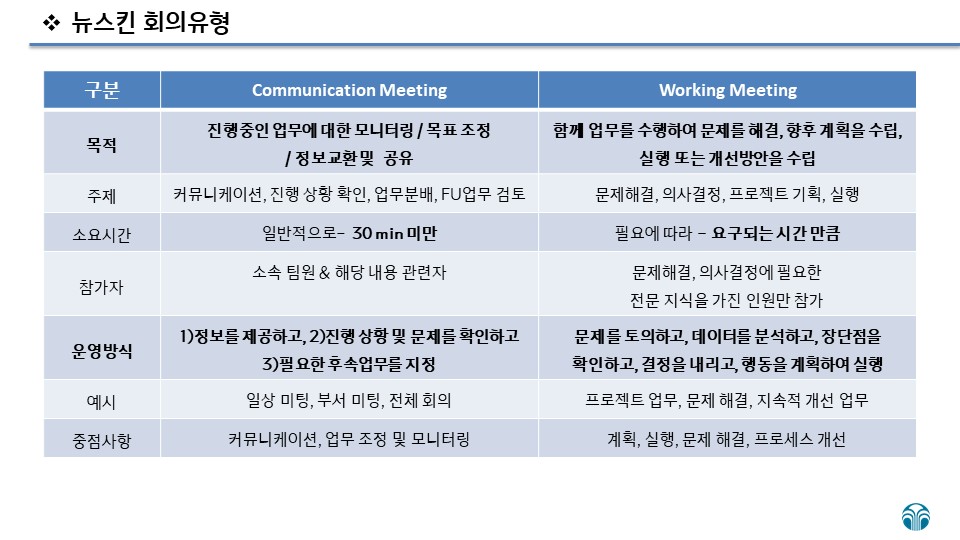 ❖ 뉴스킨 회의유형
구분 Communication Meeting Working Meeting
목적 진행중인 업무에 대한 모니터링 / 목표 조정 / 정보교환 및 공유 함께 업무를 수행하여 문제를 해결, 향후 계획을 수립, 실행 또는 개선방안을 수립
주제 커뮤니케이션, 진행 상황 확인, 업무분배, FU업무 검토 문제해결, 의사결정, 프로젝트 기획, 실행
소요시간 일반적으로– 30 min 미만 필요에 따라 – 요구되는 시간 만큼
참가자 소속 팀원 & 해당 내용 관련자 문제해결, 의사결정에 필요한 전문 지식을 가진 인원만 참가
운영방식 1)정보를 제공하고, 2)진행 상황 및 문제를 확인하고 3)필요한 후속업무를 지정 문제를 토의하고, 데이터를 분석하고, 장단점을 확인하고, 결정을 내리고, 행동을 계획하여 실행
예시 일상 미팅, 부서 미팅, 전체 회의 프로젝트 업무, 문제 해결, 지속적 개선 업무
중점사항 커뮤니케이션, 업무 조정 및 모니터링 계획, 실행, 문제 해결, 프로세스 개선